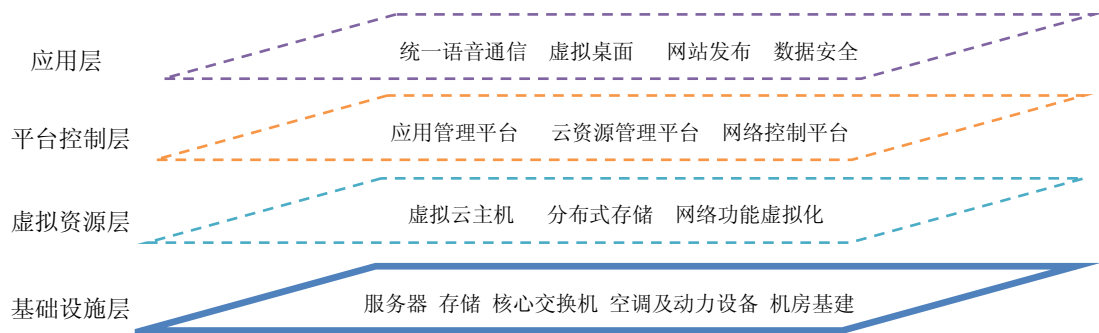 应用层
统一语音通信 虚拟桌面 网站发布 数据安全
平台控制层
应用管理平台 云资源管理平台 网络控制平台
虚拟资源层
虚拟云主机 分布式存储 网络功能虚拟化
基础设施层
服务器 存储 核心交换机 空调及动力设备 机房基建